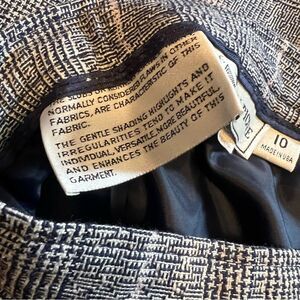 NORMALLY CONSIDERED FLAWS IN OTHER
FABRICS, ARE CHARACTERISTIC OF THIS
FABRIC.
THE GENTLE SHADING HIGHLIGHTS AND
IRREGULARITIES TEND TO MAKE IT
INDIVIDUAL, VERSATILE, MORE BEAUTIFUL,
AND ENHANCES THE BEAUTY OF THIS
GARMENT.
10
MADE IN USA